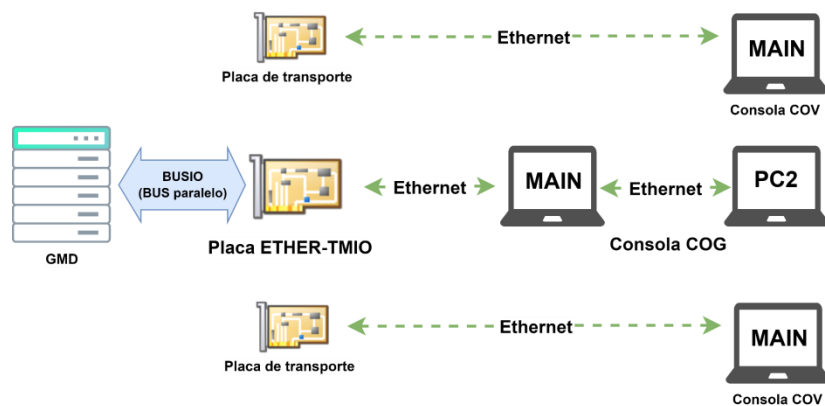 Ethernet
MAIN
Placa de transporte
Consola COV
BUSIO
(BUS paralelo)
Ethernet
MAIN
Ethernet
PC2
Placa ETHER-TMIO
Consola COG
GMD
Ethernet
MAIN
Placa de transporte
Consola COV